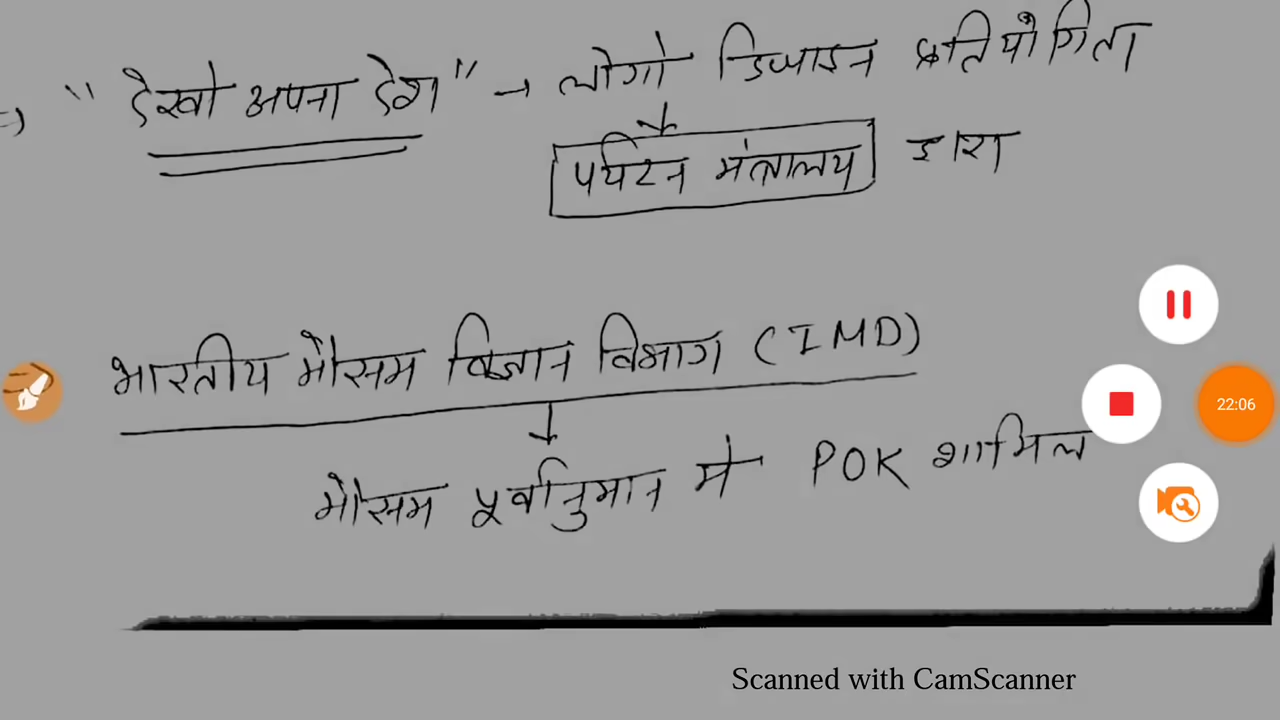 => "देखो अपना देश" → लोगो डिजाइन प्रतियोगिता
पर्यटन मंत्रालय द्वारा
भारतीय मौसम विज्ञान विभाग (IMD)
मौसम पूर्वानुमान मे POK शामिल
22:06
Scanned with CamScanner